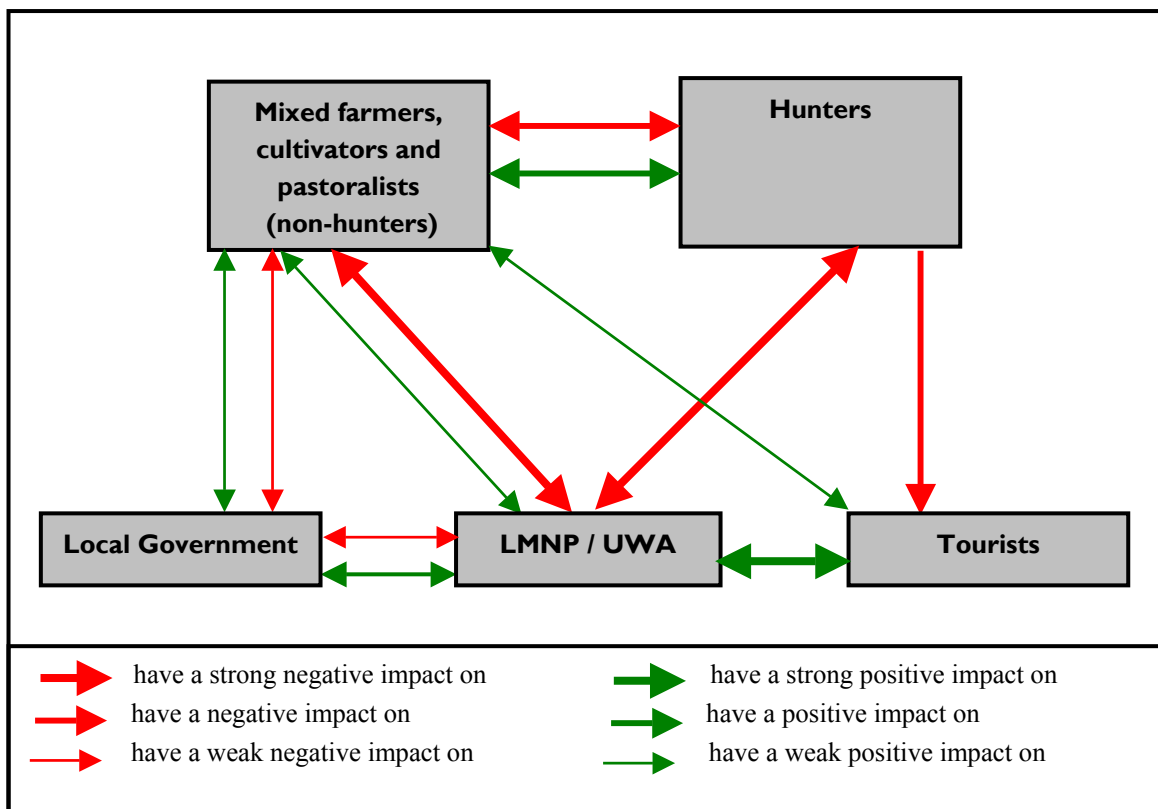 Mixed farmers,
cultivators and
pastoralists
(non-hunters)
Hunters
Local Government
LMNP / UWA
Tourists
have a strong negative impact on
have a negative impact on
have a weak negative impact on
have a strong positive impact on
have a positive impact on
have a weak positive impact on